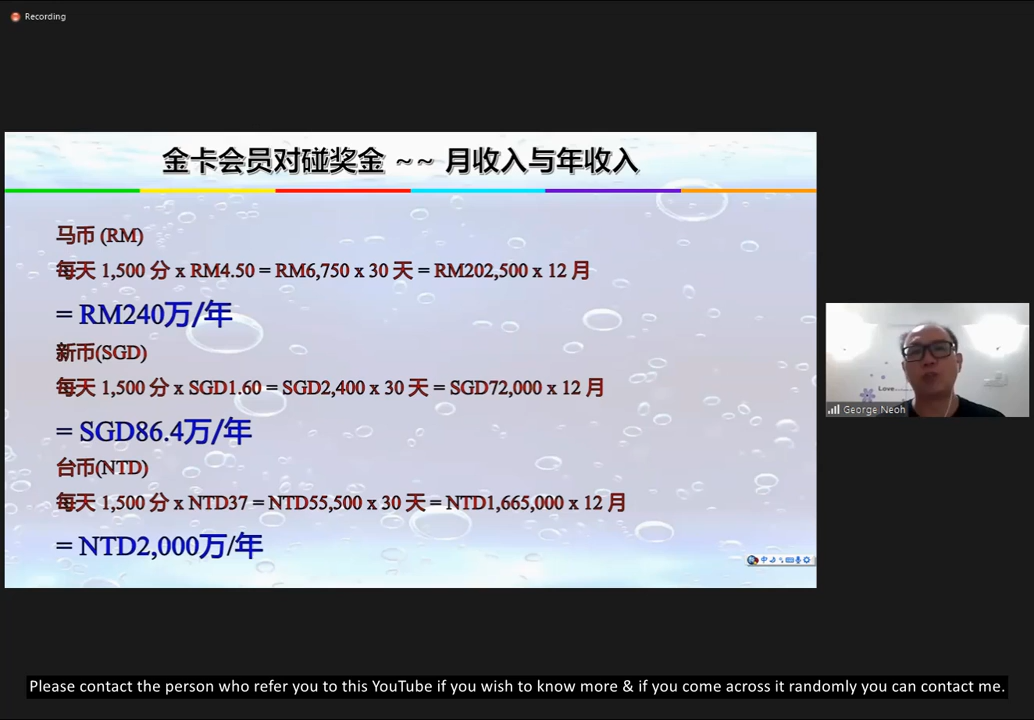 Recording
金卡会员对碰奖金 ~~ 月收入与年收入
马币 (RM)
每天 1,500 分 x RM4.50 = RM6,750 x 30 天 = RM202,500 x 12 月
= RM240万/年
新币(SGD)
每天 1,500 分 x SGD1.60 = SGD2,400 x 30 天 = SGD72,000 x 12 月
= SGD86.4万/年
台币(NTD)
每天 1,500 分 x NTD37 = NTD55,500 x 30 天 = NTD1,665,000 x 12 月
= NTD2,000万/年
Love
George Neoh
中
Please contact the person who refer you to this YouTube if you wish to know more & if you come across it randomly you can contact me.